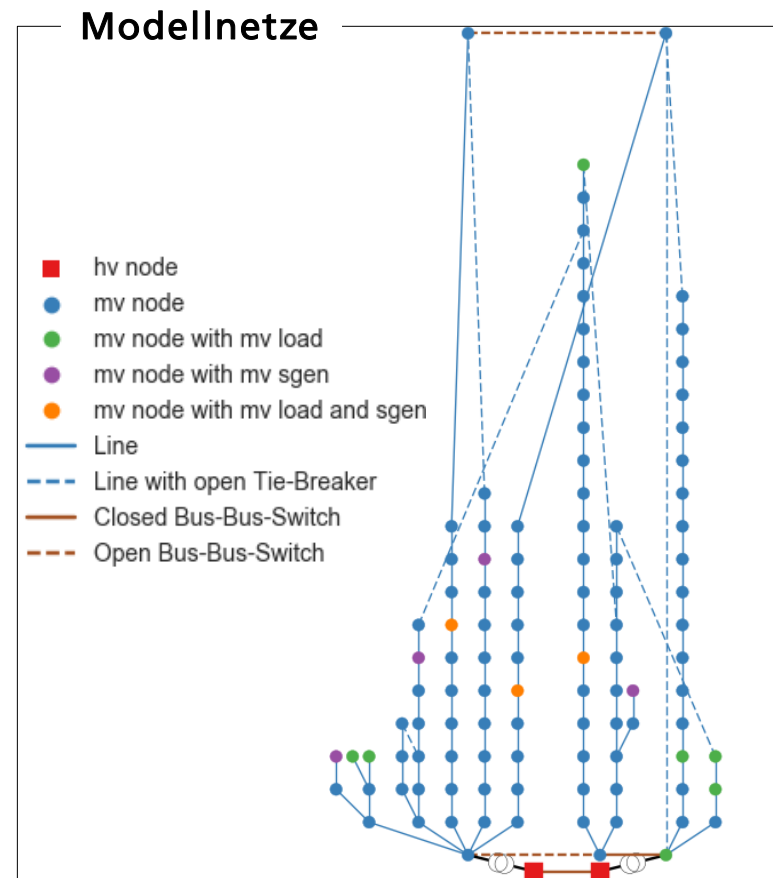 Modellnetze
hv node
mv node
mv node with mv load
mv node with mv sgen
mv node with mv load and sgen
Line
Line with open Tie-Breaker
Closed Bus-Bus-Switch
Open Bus-Bus-Switch